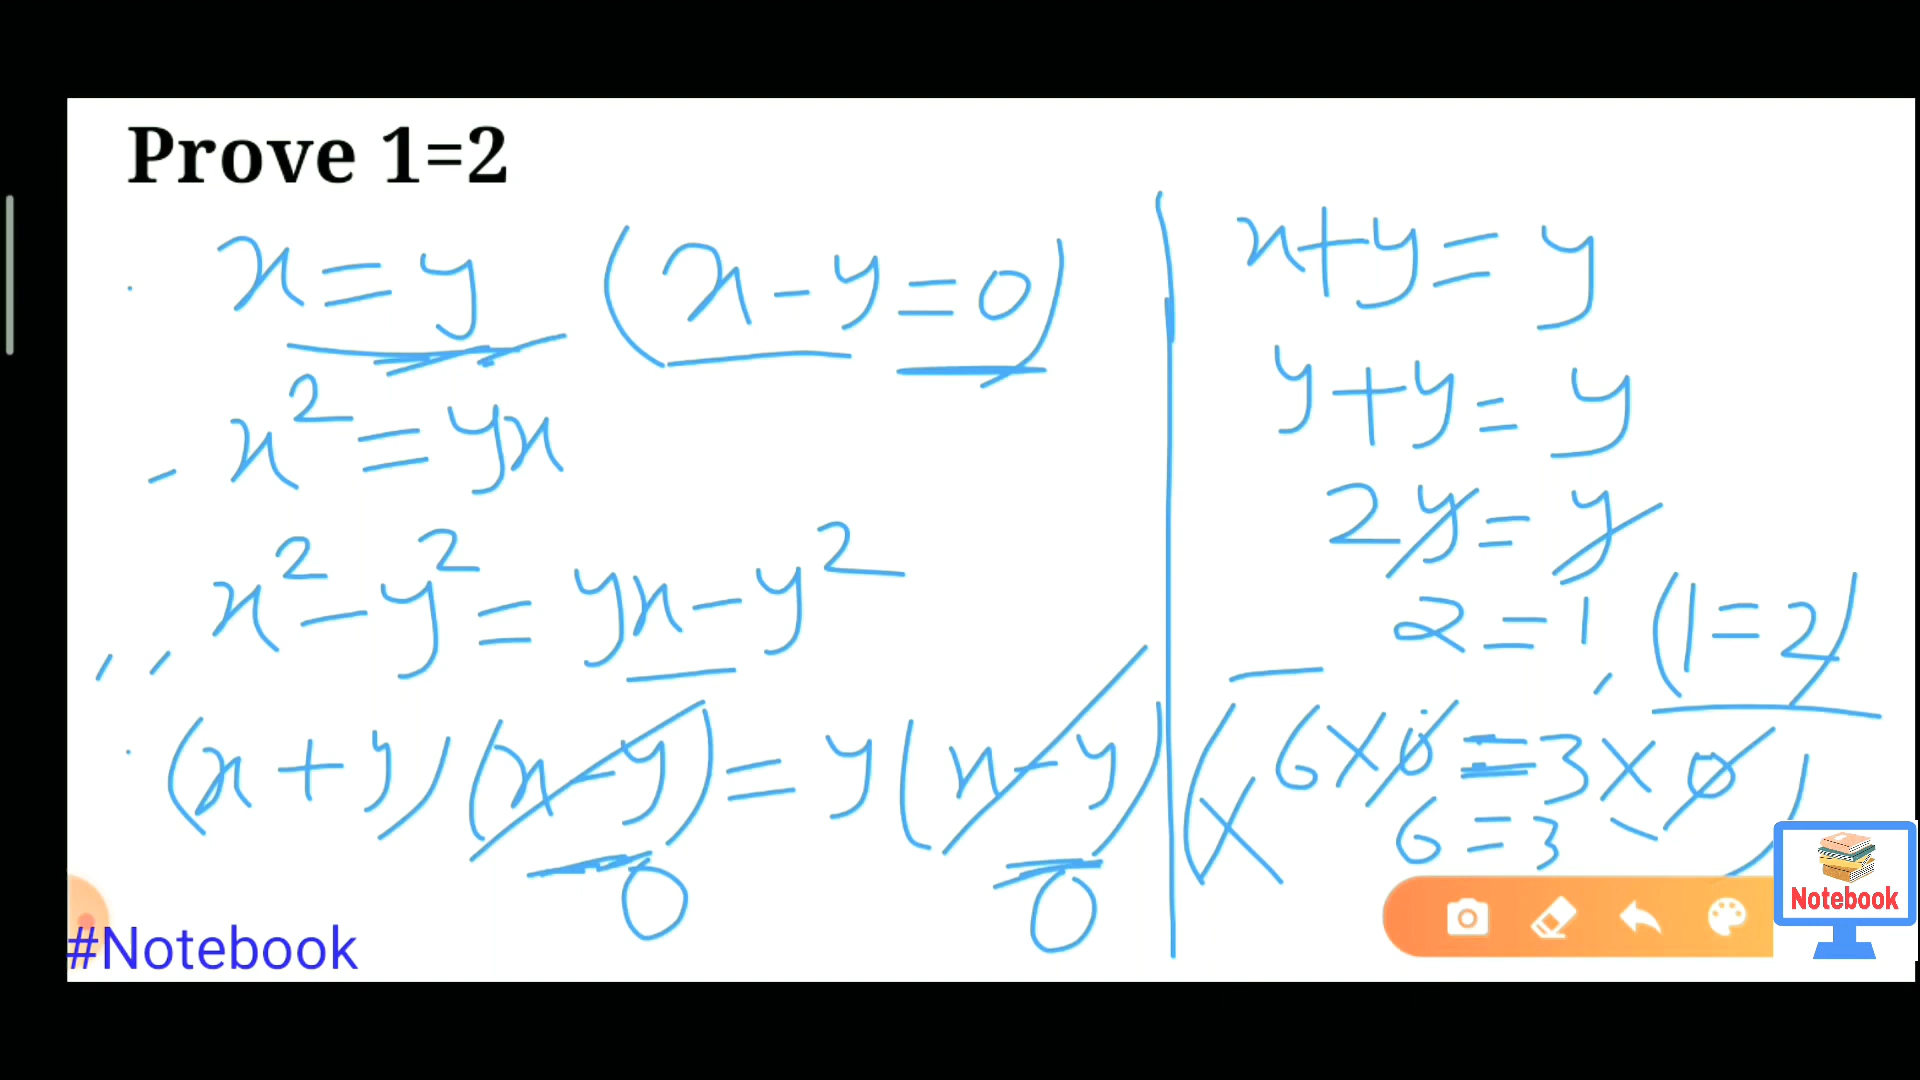 Prove 1=2
x = y (x - y = 0)
x² = yx
x² - y² = yx - y²
(x + y)(x - y) = y(x - y)
0 0
x + y = y
y + y = y
2y = y
2 = 1 (1 = 2)
(6 × 0 = 3 × 0
6 = 3)
#Notebook
Notebook